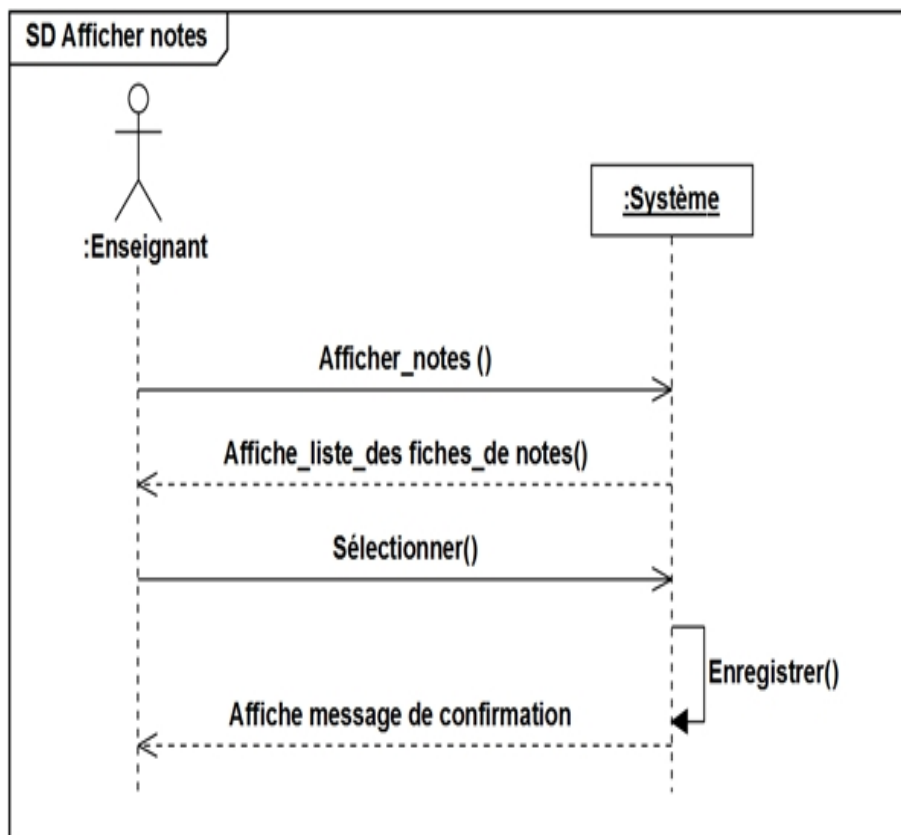 SD Afficher notes
:Enseignant
:Système
Afficher_notes ()
Affiche_liste_des fiches_de notes()
Sélectionner()
Enregistrer()
Affiche message de confirmation